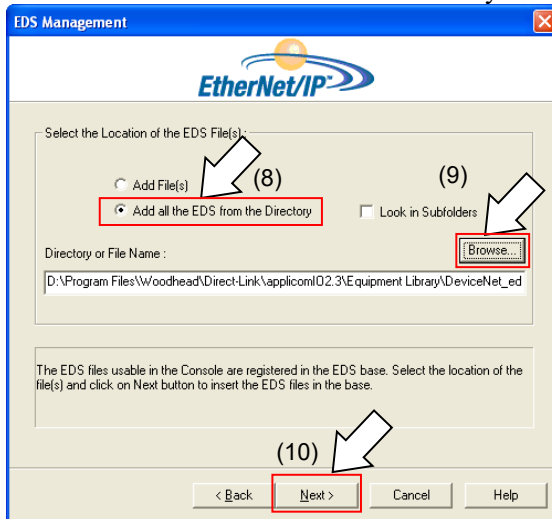 EDS Management
EtherNet/IP
Select the Location of the EDS File(s) :
Add File(s)
(8)
(9)
Add all the EDS from the Directory
Look in Subfolders
Directory or File Name :
Browse...
D:\Program Files\Woodhead\Direct-Link\applicomIO2.3\Equipment Library\DeviceNet_ed
The EDS files usable in the Console are registered in the EDS base. Select the location of the
file(s) and click on Next button to insert the EDS files in the base.
(10)
< Back
Next >
Cancel
Help